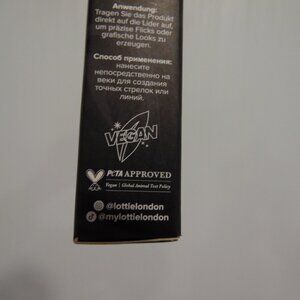 Anwendung:
Tragen Sie das Produkt
direkt auf die Lider auf,
um präzise Flicks oder
grafische Looks zu
erzeugen.
Способ применения:
нанесите
непосредственно на
веки для создания
точных стрелок или
линий.
VEGAN
PETA APPROVED
Vegan | Global Animal Test Policy
@lottielondon
@mylottielondon